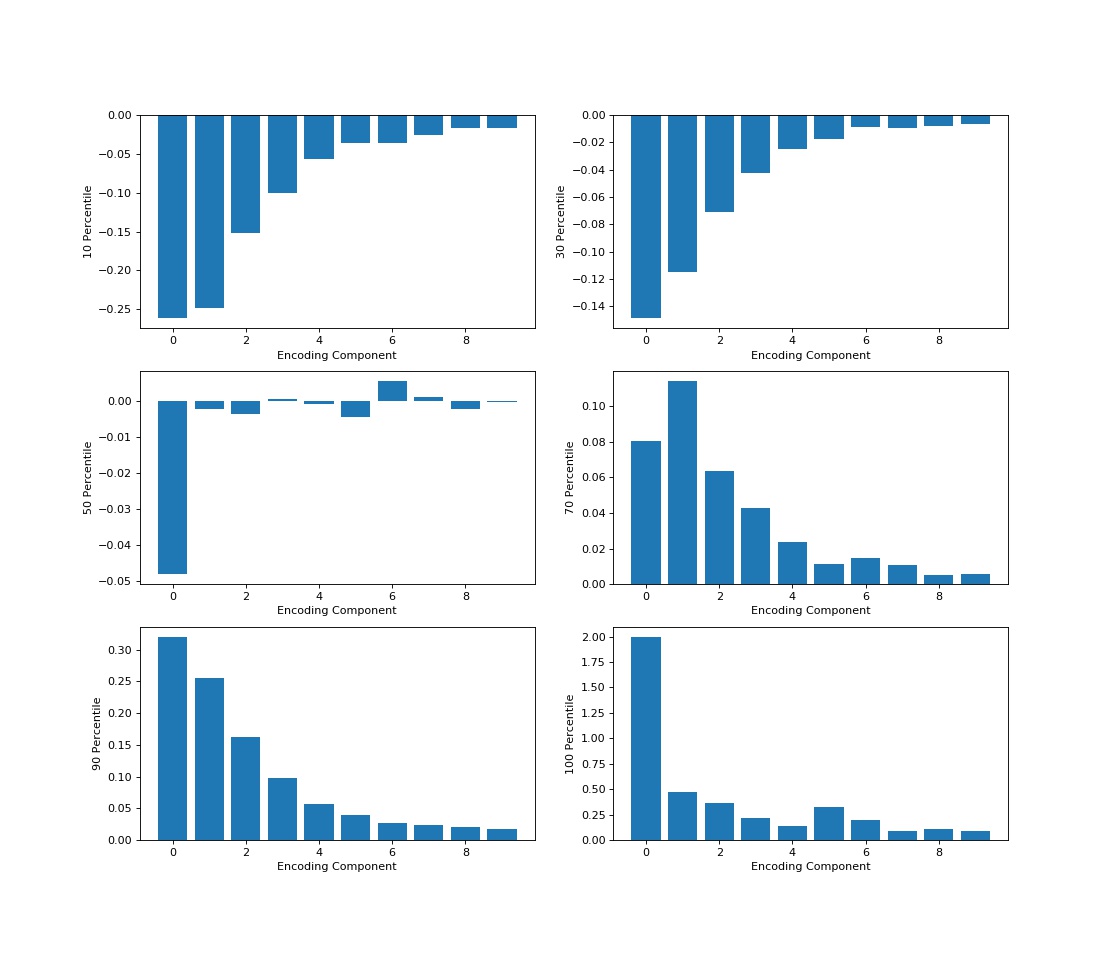 0.00
−0.05
−0.10
−0.15
−0.20
−0.25
10 Percentile
0 2 4 6 8
Encoding Component
0.00
−0.02
−0.04
−0.06
−0.08
−0.10
−0.12
−0.14
30 Percentile
0 2 4 6 8
Encoding Component
0.00
−0.01
−0.02
−0.03
−0.04
−0.05
50 Percentile
0 2 4 6 8
Encoding Component
0.10
0.08
0.06
0.04
0.02
0.00
70 Percentile
0 2 4 6 8
Encoding Component
0.30
0.25
0.20
0.15
0.10
0.05
0.00
90 Percentile
0 2 4 6 8
Encoding Component
2.00
1.75
1.50
1.25
1.00
0.75
0.50
0.25
0.00
100 Percentile
0 2 4 6 8
Encoding Component